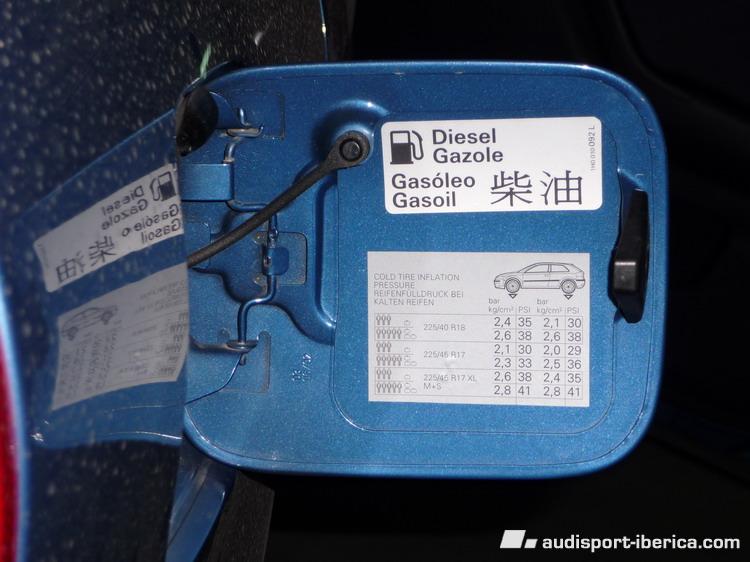 Diesel
Gazole
Gasóleo
Gasoil
柴油
1H0 010 092 L
COLD TIRE INFLATION
PRESSURE
REIFENFÜLLDRUCK BEI
KALTEN REIFEN
bar bar
kg/cm² PSI kg/cm² PSI
225/40 R18 2,4 35 2,1 30
2,6 38 2,6 38
225/45 R17 2,1 30 2,0 29
2,3 33 2,5 36
225/45 R17 XL 2,6 38 2,4 35
M+S 2,8 41 2,8 41
audisport-iberica.com